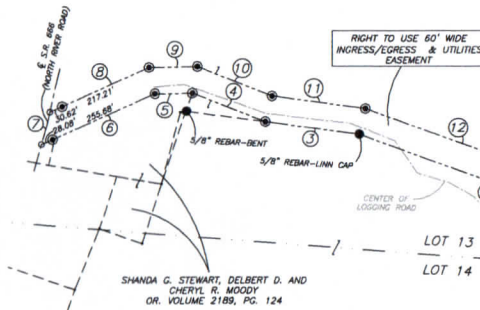 ℄ S.R. 666
(NORTH RIVER ROAD)
RIGHT TO USE 60' WIDE
INGRESS/EGRESS & UTILITIES
EASEMENT
9
10
8
217.21'
11
30.62'
7
28.08'
255.68'
6
5
4
12
3
5/8" REBAR-BENT
5/8" REBAR-LINN CAP
CENTER OF
LOGGING ROAD
LOT 13
LOT 14
SHANDA G. STEWART, DELBERT D. AND
CHERYL R. MOODY
OR. VOLUME 2189, PG. 124